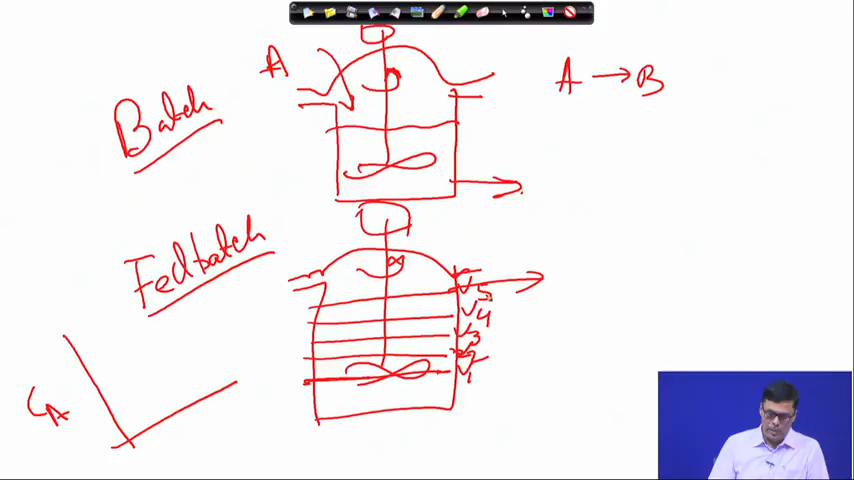 A
A → B
Batch
Fedbatch
V5
V4
V3
V2
V1
CA